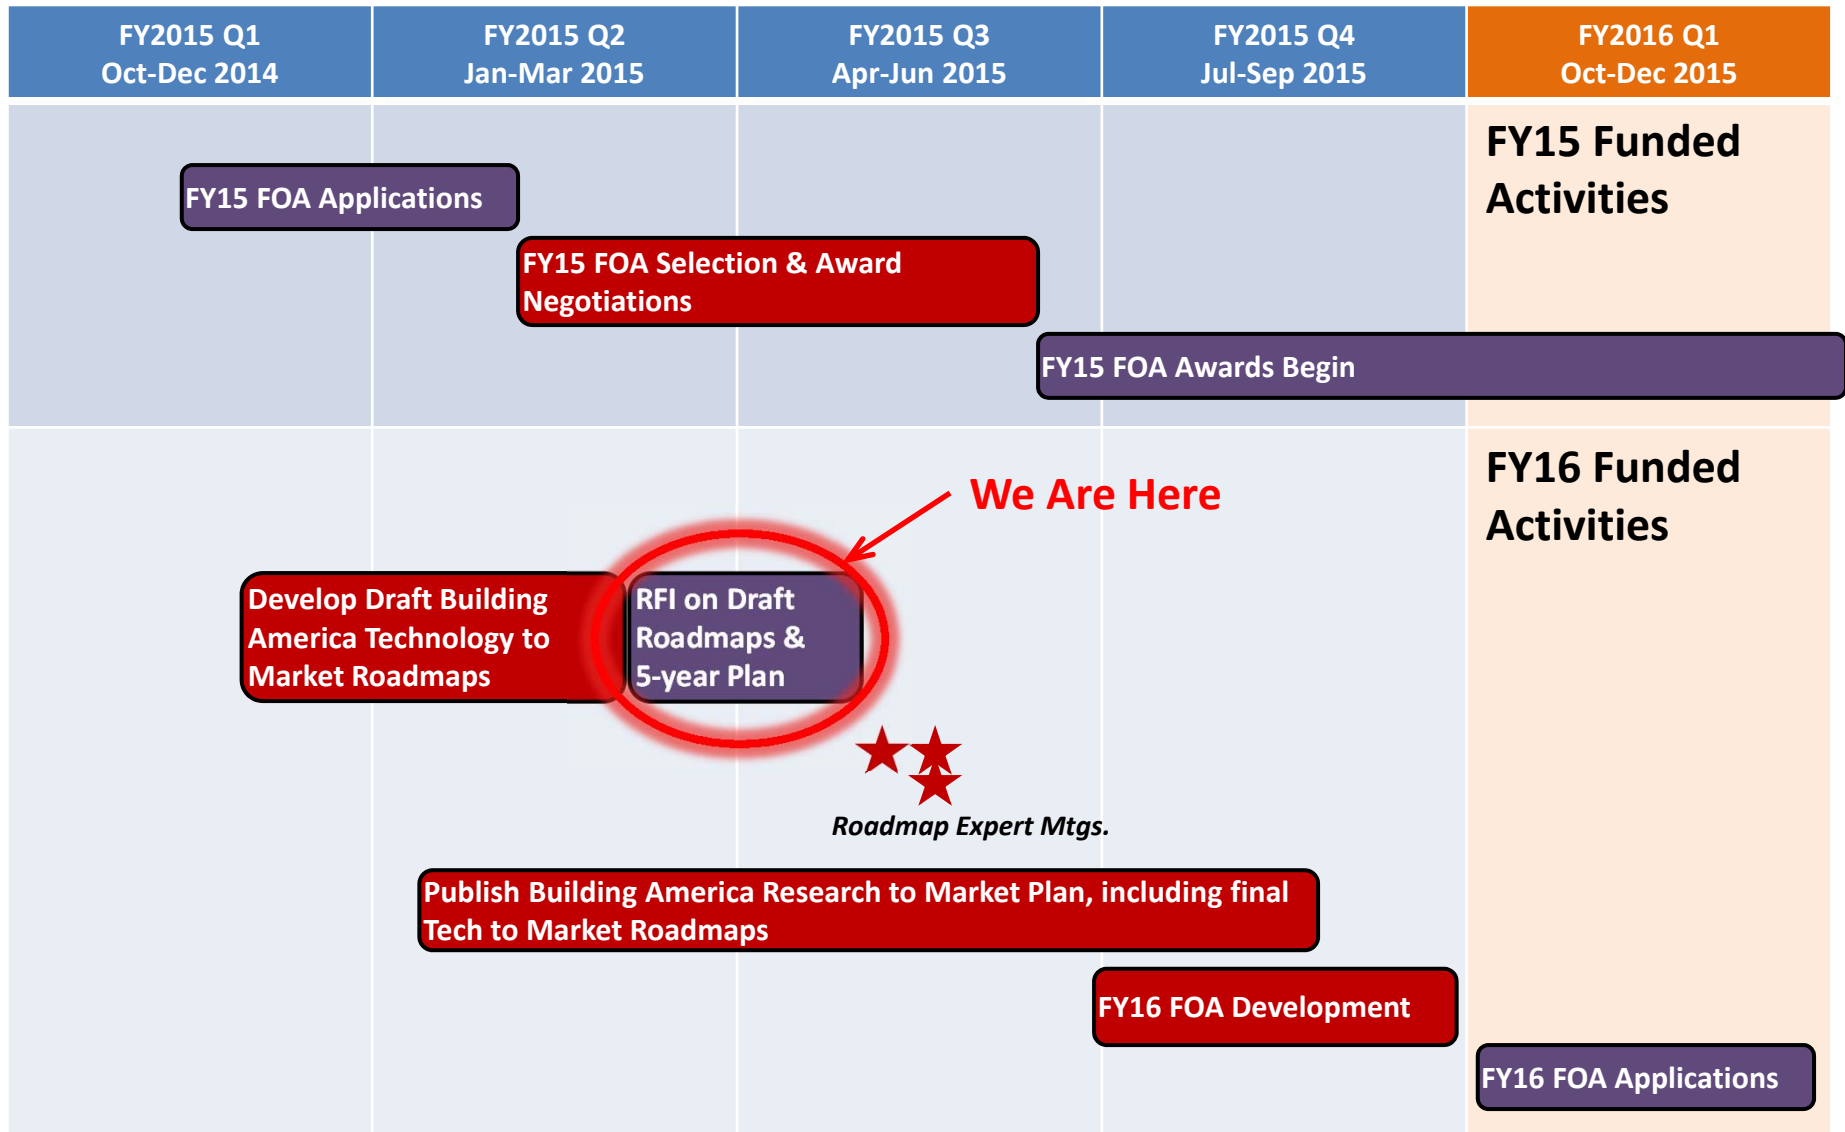 FY2015 Q1
Oct-Dec 2014
FY2015 Q2
Jan-Mar 2015
FY2015 Q3
Apr-Jun 2015
FY2015 Q4
Jul-Sep 2015
FY2016 Q1
Oct-Dec 2015
FY15 Funded
Activities
FY15 FOA Applications
FY15 FOA Selection & Award
Negotiations
FY15 FOA Awards Begin
FY16 Funded
Activities
We Are Here
Develop Draft Building
America Technology to
Market Roadmaps
RFI on Draft
Roadmaps &
5-year Plan
Roadmap Expert Mtgs.
Publish Building America Research to Market Plan, including final
Tech to Market Roadmaps
FY16 FOA Development
FY16 FOA Applications